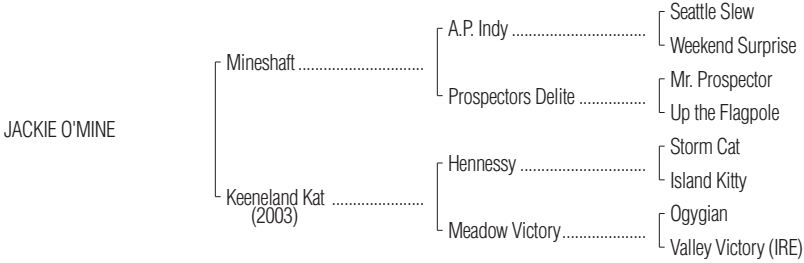 Seattle Slew
A.P. Indy ................................
Weekend Surprise
Mineshaft ..............................
Mr. Prospector
Prospectors Delite ................
Up the Flagpole
JACKIE O'MINE
Storm Cat
Hennessy ..............................
Island Kitty
Keeneland Kat ......................
(2003)
Ogygian
Meadow Victory....................
Valley Victory (IRE)